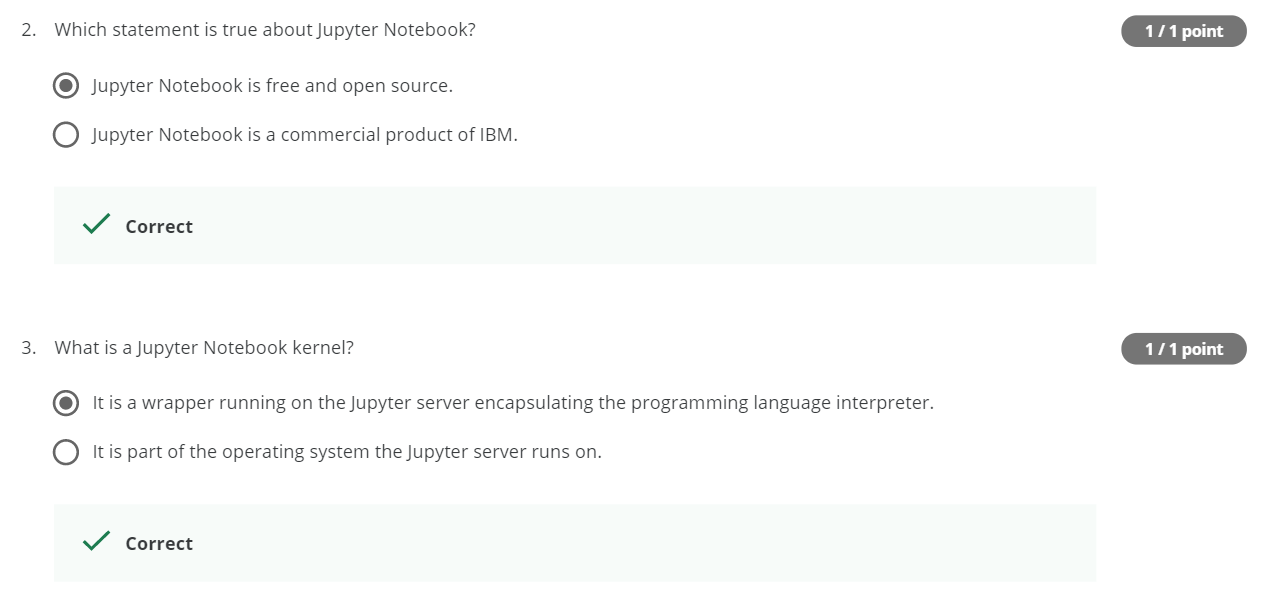 2. Which statement is true about Jupyter Notebook? 1 / 1 point
Jupyter Notebook is free and open source.
Jupyter Notebook is a commercial product of IBM.
Correct
3. What is a Jupyter Notebook kernel? 1 / 1 point
It is a wrapper running on the Jupyter server encapsulating the programming language interpreter.
It is part of the operating system the Jupyter server runs on.
Correct